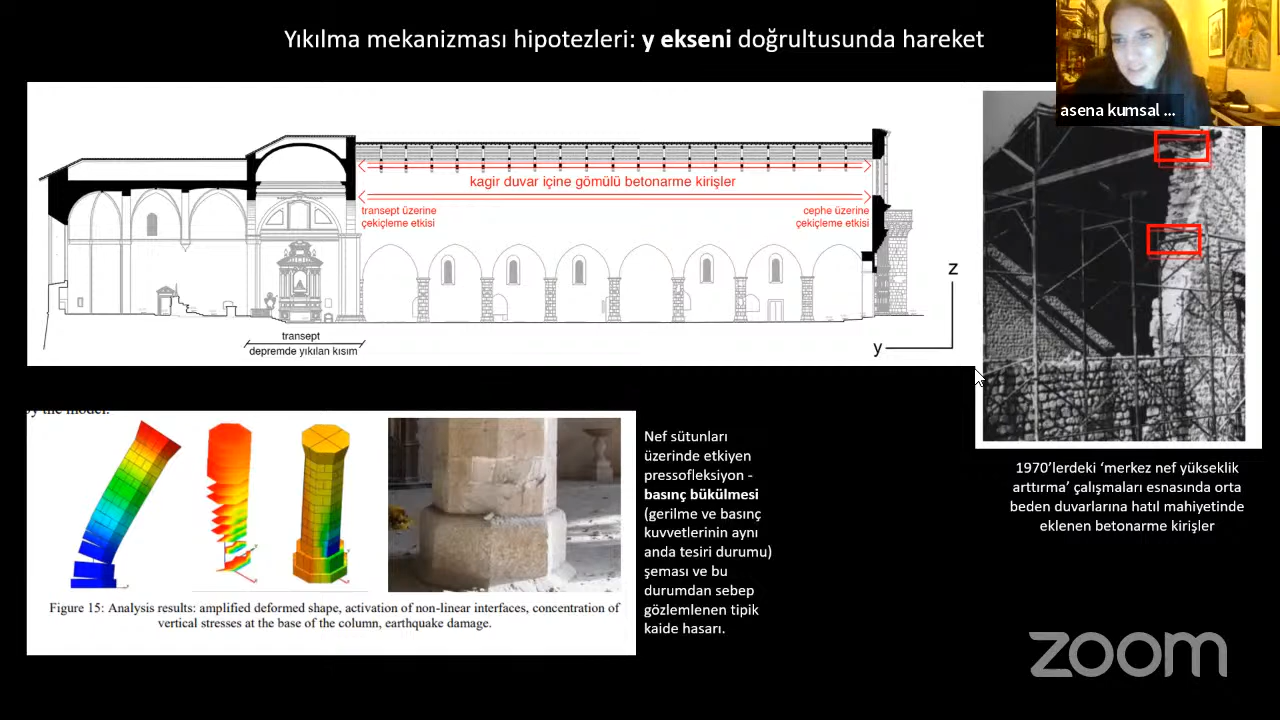 Yıkılma mekanizması hipotezleri: y ekseni doğrultusunda hareket
asena kumsal ...
kagir duvar içine gömülü betonarme kirişler
transept üzerine
çekiçleme etkisi
cephe üzerine
çekiçleme etkisi
z
y
transept
depremde yıkılan kısım
by the model.
Figure 15: Analysis results: amplified deformed shape, activation of non-linear interfaces, concentration of
vertical stresses at the base of the column, earthquake damage.
Nef sütunları
üzerinde etkiyen
pressofleksiyon -
basınç bükülmesi
(gerilme ve basınç
kuvvetlerinin aynı
anda tesiri durumu)
şeması ve bu
durumdan sebep
gözlemlenen tipik
kaide hasarı.
1970’lerdeki ‘merkez nef yükseklik
arttırma’ çalışmaları esnasında orta
beden duvarlarına hatıl mahiyetinde
eklenen betonarme kirişler
zoom